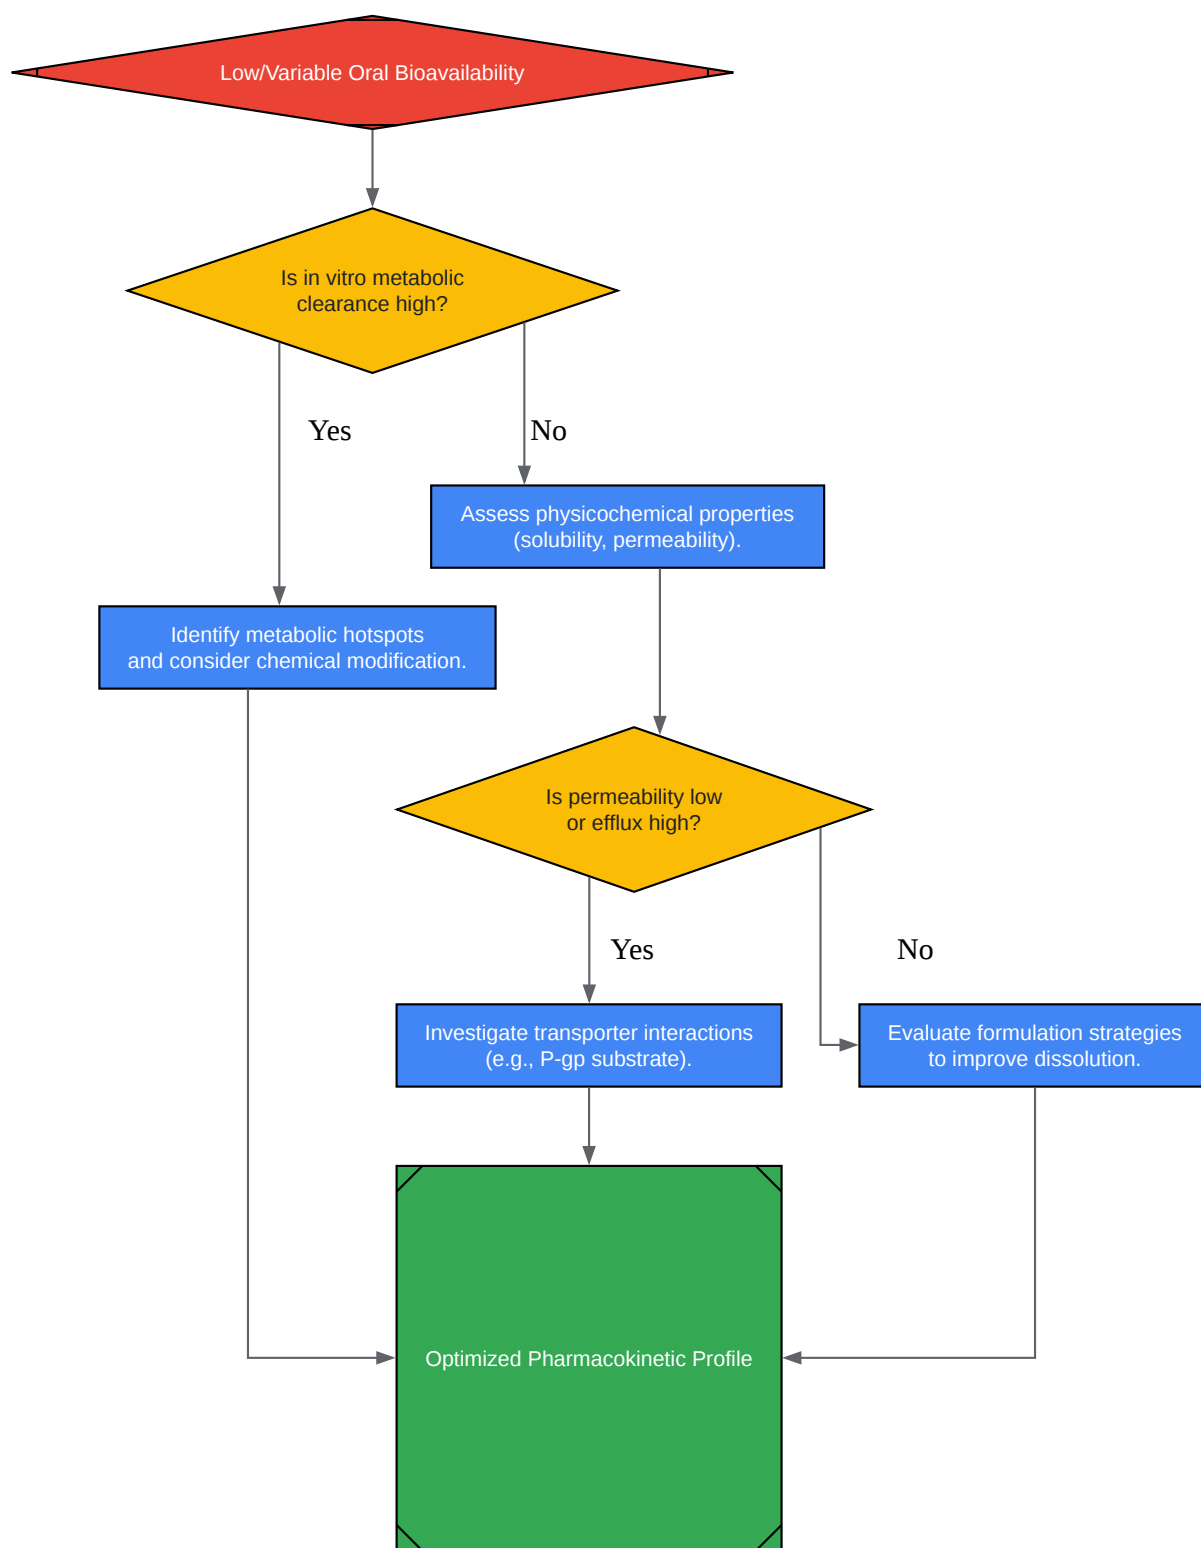 Low/Variable Oral Bioavailability
Is in vitro metabolic
clearance high?
Yes
No
Assess physicochemical properties
(solubility, permeability).
Identify metabolic hotspots
and consider chemical modification.
Is permeability low
or efflux high?
Yes
No
Investigate transporter interactions
(e.g., P-gp substrate).
Evaluate formulation strategies
to improve dissolution.
Optimized Pharmacokinetic Profile